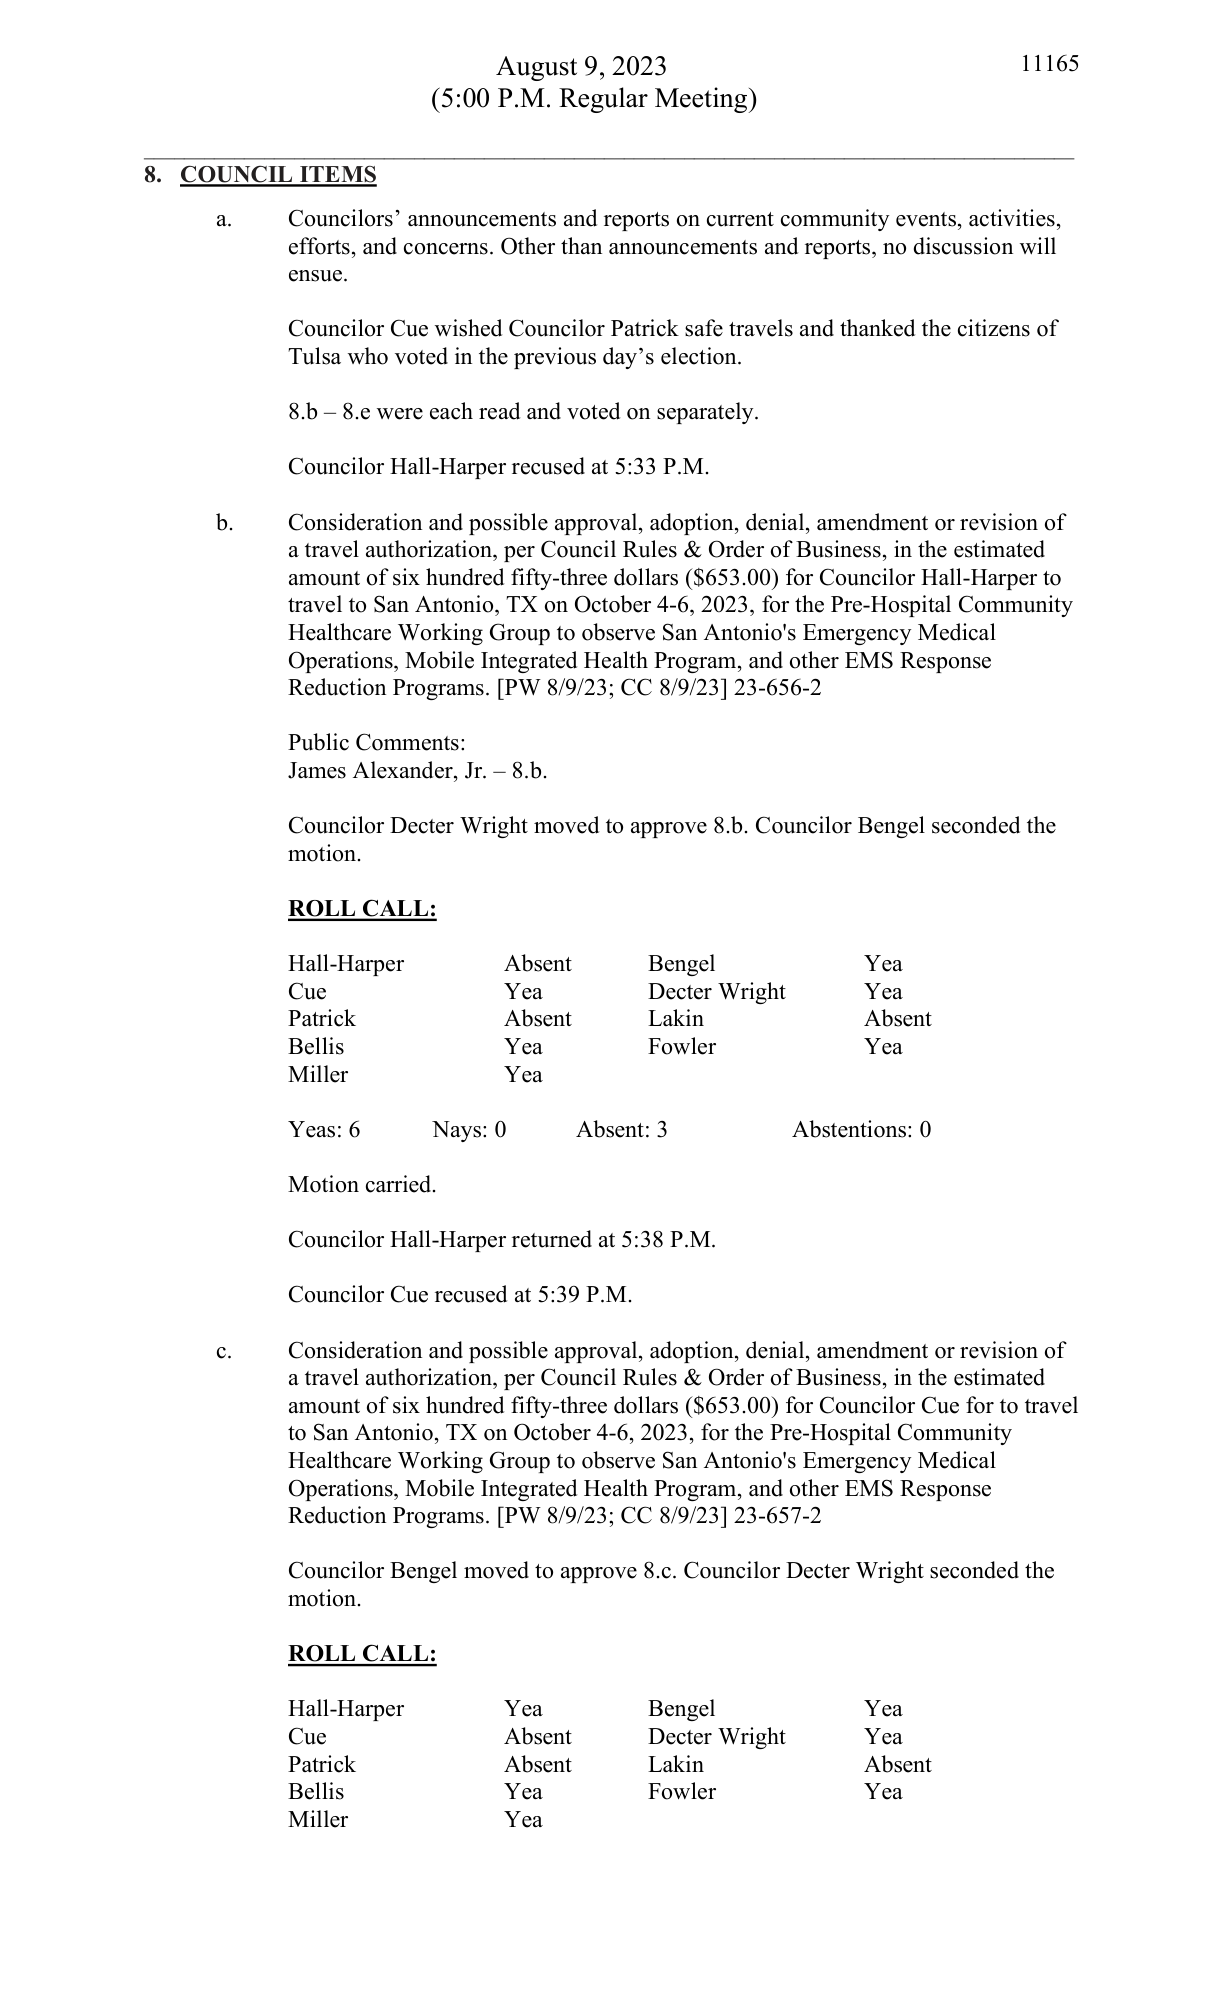 August 9, 2023
11165
(5:00 P.M. Regular Meeting)
8. COUNCIL ITEMS
a. Councilors’ announcements and reports on current community events, activities,
efforts, and concerns. Other than announcements and reports, no discussion will
ensue.
Councilor Cue wished Councilor Patrick safe travels and thanked the citizens of
Tulsa who voted in the previous day’s election.
8.b – 8.e were each read and voted on separately.
Councilor Hall-Harper recused at 5:33 P.M.
b. Consideration and possible approval, adoption, denial, amendment or revision of
a travel authorization, per Council Rules & Order of Business, in the estimated
amount of six hundred fifty-three dollars ($653.00) for Councilor Hall-Harper to
travel to San Antonio, TX on October 4-6, 2023, for the Pre-Hospital Community
Healthcare Working Group to observe San Antonio's Emergency Medical
Operations, Mobile Integrated Health Program, and other EMS Response
Reduction Programs. [PW 8/9/23; CC 8/9/23] 23-656-2
Public Comments:
James Alexander, Jr. – 8.b.
Councilor Decter Wright moved to approve 8.b. Councilor Bengel seconded the
motion.
ROLL CALL:
Hall-Harper Absent Bengel Yea
Cue Yea Decter Wright Yea
Patrick Absent Lakin Absent
Bellis Yea Fowler Yea
Miller Yea
Yeas: 6 Nays: 0 Absent: 3 Abstentions: 0
Motion carried.
Councilor Hall-Harper returned at 5:38 P.M.
Councilor Cue recused at 5:39 P.M.
c. Consideration and possible approval, adoption, denial, amendment or revision of
a travel authorization, per Council Rules & Order of Business, in the estimated
amount of six hundred fifty-three dollars ($653.00) for Councilor Cue for to travel
to San Antonio, TX on October 4-6, 2023, for the Pre-Hospital Community
Healthcare Working Group to observe San Antonio's Emergency Medical
Operations, Mobile Integrated Health Program, and other EMS Response
Reduction Programs. [PW 8/9/23; CC 8/9/23] 23-657-2
Councilor Bengel moved to approve 8.c. Councilor Decter Wright seconded the
motion.
ROLL CALL:
Hall-Harper Yea Bengel Yea
Cue Absent Decter Wright Yea
Patrick Absent Lakin Absent
Bellis Yea Fowler Yea
Miller Yea